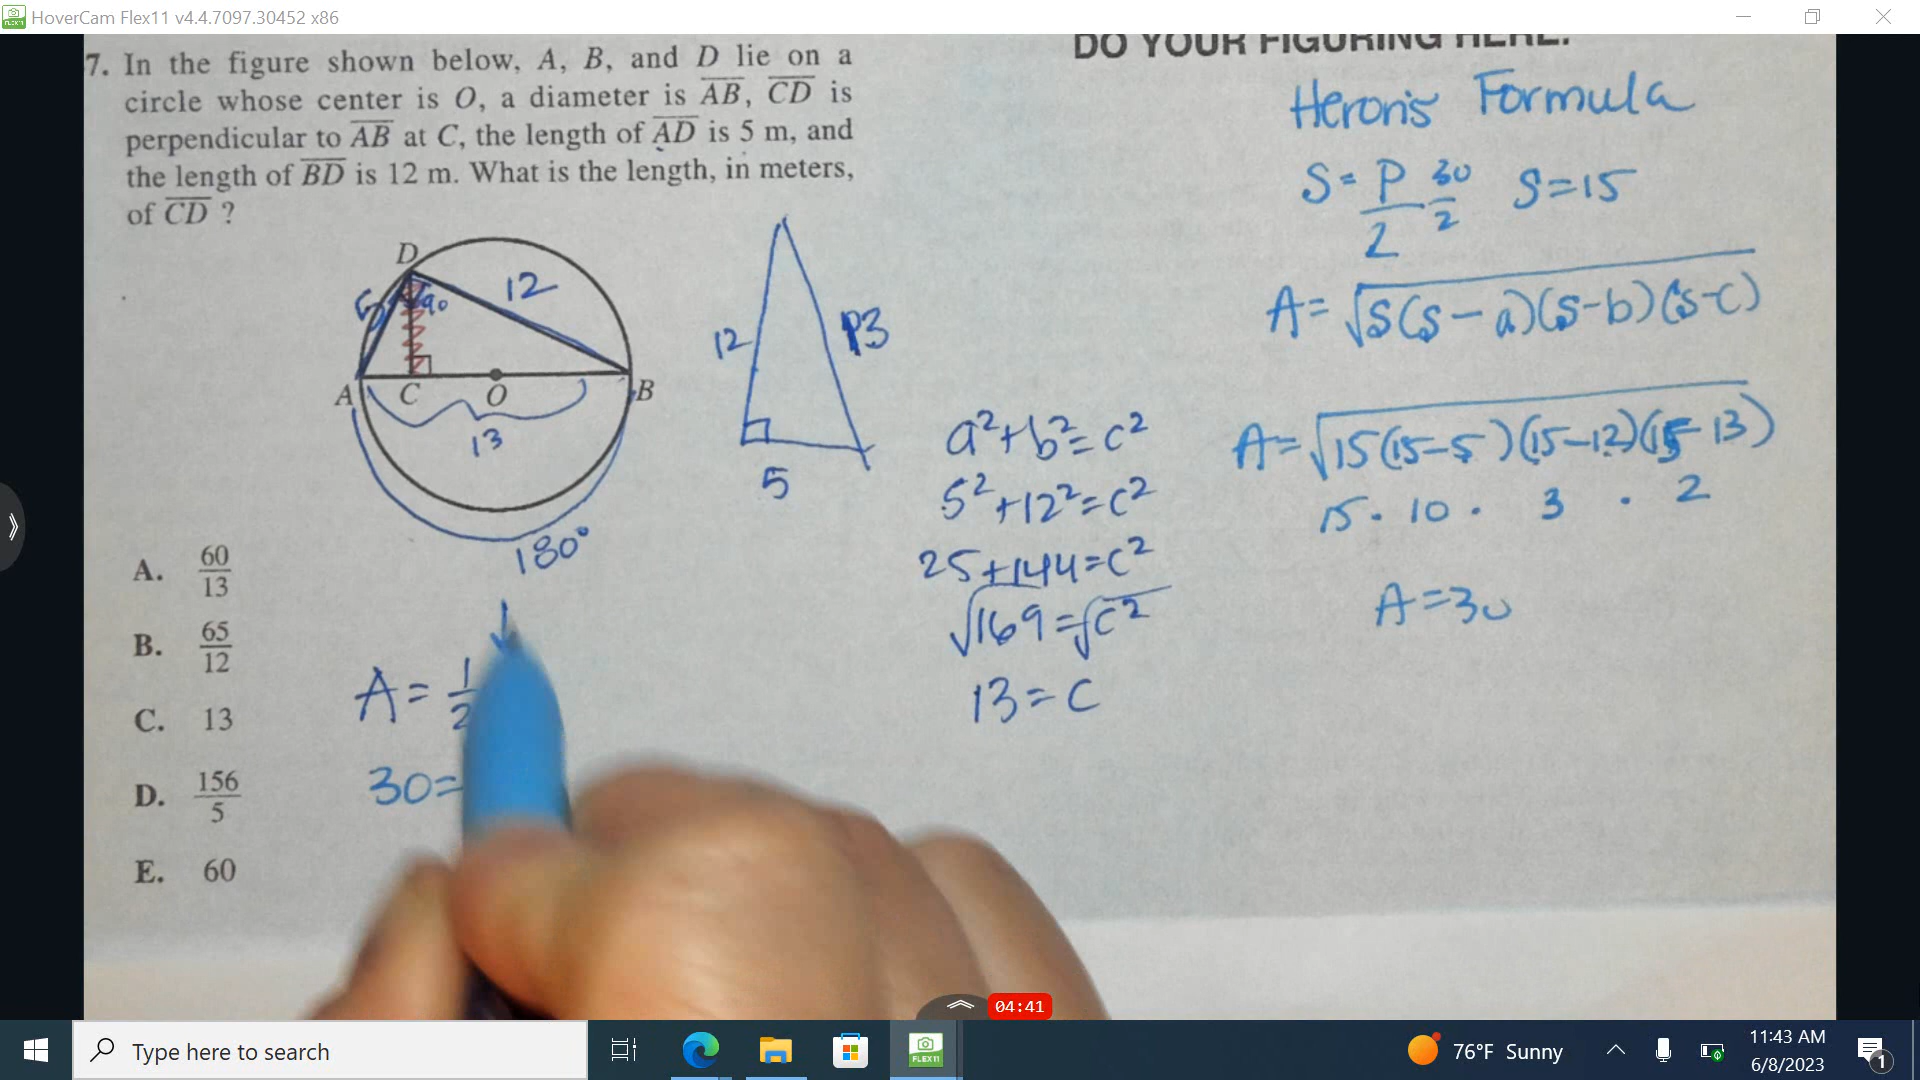 HoverCam Flex11 v4.4.7097.30452 x86
7. In the figure shown below, A, B, and D lie on a
circle whose center is O, a diameter is AB, CD is
perpendicular to AB at C, the length of AD is 5 m, and
the length of BD is 12 m. What is the length, in meters,
of CD ?
D
5
90
12
A
C
O
B
13
180°
12
13
5
A. 60/13
B. 65/12
C. 13
D. 156/5
E. 60
A = 1/2
30=
a²+b²=c²
5²+12²=c²
25+144=c²
√169=√c²
13=c
DO YOUR FIGURING HERE.
Heron's Formula
S= P/2 30/2 S=15
A= √S(S-a)(S-b)(S-c)
A=√15(15-5)(15-12)(15-13)
15 · 10 · 3 · 2
A=30
04:41
Type here to search
FLEX11
76°F Sunny
11:43 AM
6/8/2023
1